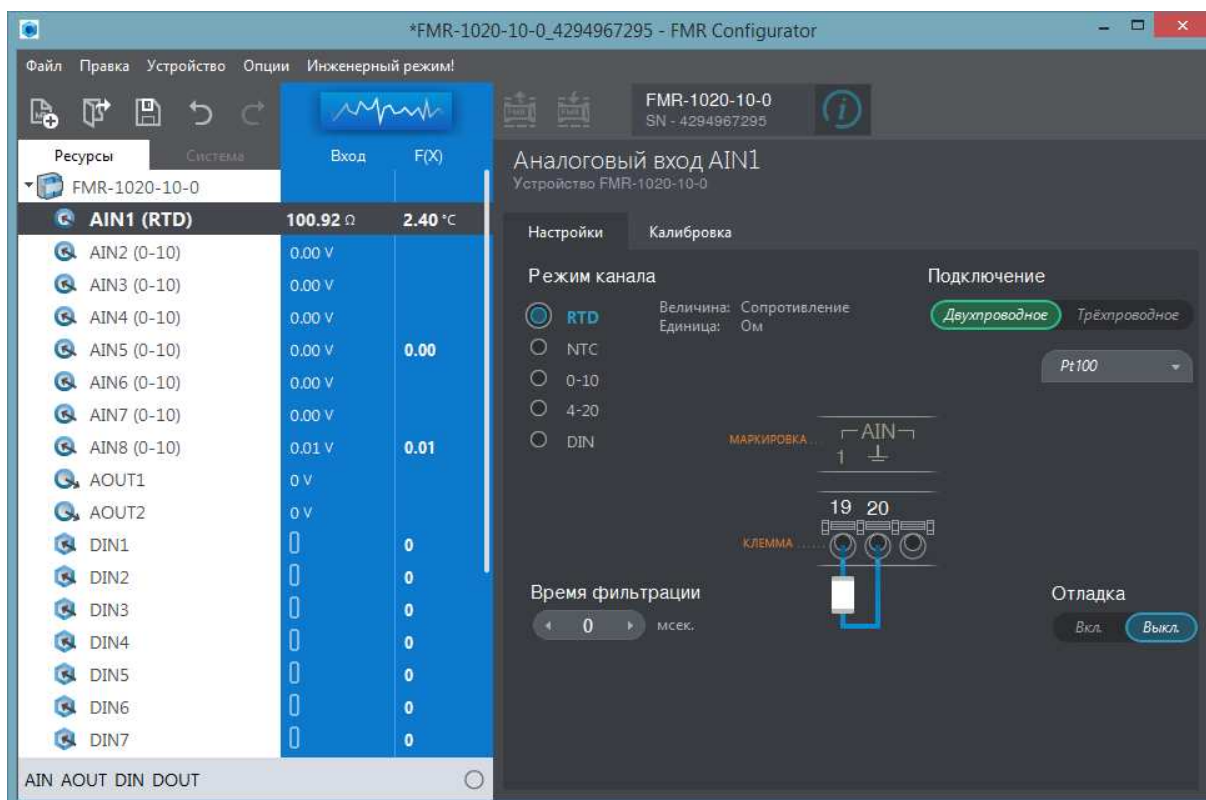 *FMR-1020-10-0_4294967295 - FMR Configurator
Файл Правка Устройство Опции Инженерный режим!
FMR-1020-10-0
SN - 4294967295
Ресурсы Система Вход F(X)
FMR-1020-10-0
AIN1 (RTD) 100.92 Ω 2.40 °C
AIN2 (0-10) 0.00 V
AIN3 (0-10) 0.00 V
AIN4 (0-10) 0.00 V
AIN5 (0-10) 0.00 V 0.00
AIN6 (0-10) 0.00 V
AIN7 (0-10) 0.00 V
AIN8 (0-10) 0.01 V 0.01
AOUT1 0 V
AOUT2 0 V
DIN1 0
DIN2 0
DIN3 0
DIN4 0
DIN5 0
DIN6 0
DIN7 0
AIN AOUT DIN DOUT
Аналоговый вход AIN1
Устройство FMR-1020-10-0
Настройки Калибровка
Режим канала
RTD
NTC
0-10
4-20
DIN
Величина: Сопротивление
Единица: Ом
Подключение
Двухпроводное Трёхпроводное
Pt100
МАРКИРОВКА
AIN
1
19 20
КЛЕММА
Время фильтрации
0 мсек.
Отладка
Вкл. Выкл.